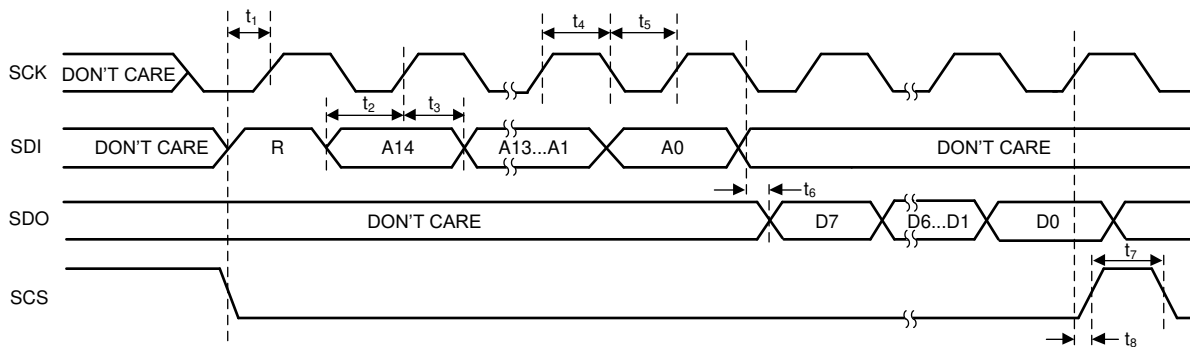 t1 t4 t5
SCK DON'T CARE
t2 t3
SDI DON'T CARE R A14 A13...A1 A0 DON'T CARE
t6
SDO DON'T CARE D7 D6...D1 D0
t7
SCS
t8